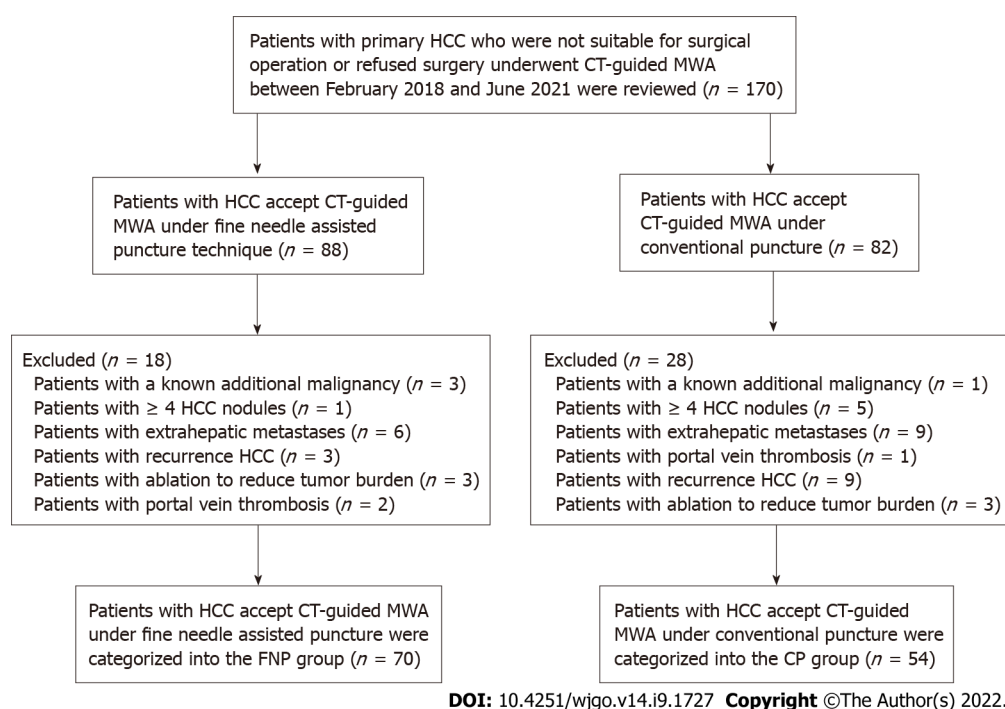 Patients with primary HCC who were not suitable for surgical
operation or refused surgery underwent CT-guided MWA
between February 2018 and June 2021 were reviewed (n = 170)
Patients with HCC accept CT-guided
MWA under fine needle assisted
puncture technique (n = 88)
Patients with HCC accept
CT-guided MWA under
conventional puncture (n = 82)
Excluded (n = 18)
Patients with a known additional malignancy (n = 3)
Patients with ≥ 4 HCC nodules (n = 1)
Patients with extrahepatic metastases (n = 6)
Patients with recurrence HCC (n = 3)
Patients with ablation to reduce tumor burden (n = 3)
Patients with portal vein thrombosis (n = 2)
Excluded (n = 28)
Patients with a known additional malignancy (n = 1)
Patients with ≥ 4 HCC nodules (n = 5)
Patients with extrahepatic metastases (n = 9)
Patients with portal vein thrombosis (n = 1)
Patients with recurrence HCC (n = 9)
Patients with ablation to reduce tumor burden (n = 3)
Patients with HCC accept CT-guided MWA
under fine needle assisted puncture were
categorized into the FNP group (n = 70)
Patients with HCC accept CT-guided
MWA under conventional puncture were
categorized into the CP group (n = 54)
DOI: 10.4251/wjgo.v14.i9.1727 Copyright ©The Author(s) 2022.